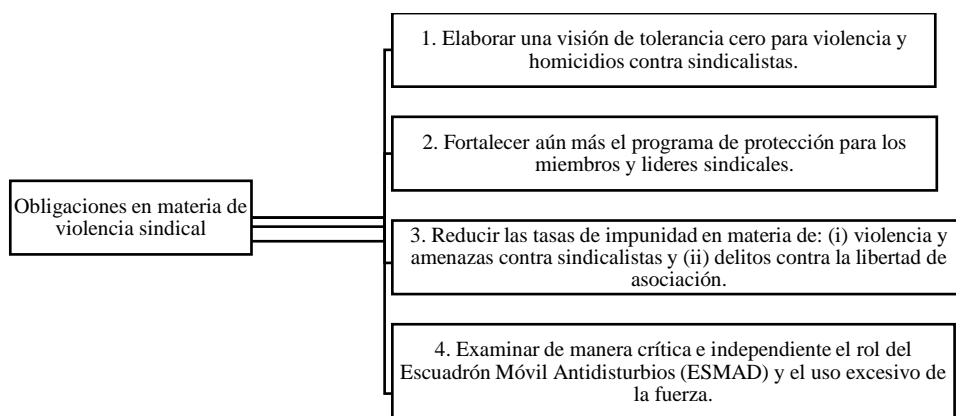 1. Elaborar una visión de tolerancia cero para violencia y
homicidios contra sindicalistas.
2. Fortalecer aún más el programa de protección para los
miembros y lideres sindicales.
Obligaciones en materia de
violencia sindical
3. Reducir las tasas de impunidad en materia de: (i) violencia y
amenazas contra sindicalistas y (ii) delitos contra la libertad de
asociación.
4. Examinar de manera crítica e independiente el rol del
Escuadrón Móvil Antidisturbios (ESMAD) y el uso excesivo de
la fuerza.